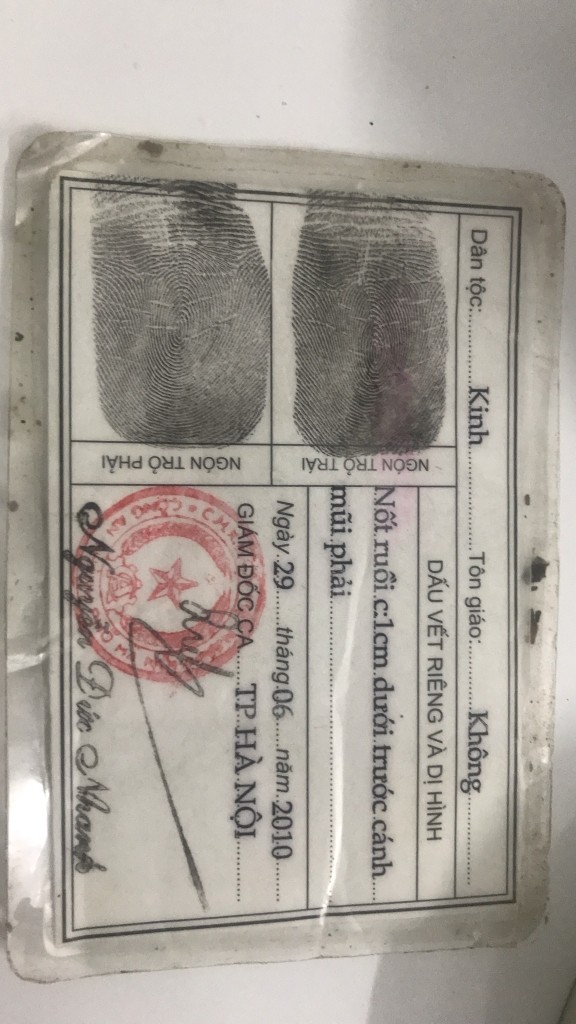 Dân tộc: Kinh Tôn giáo: Không
DẤU VẾT RIÊNG VÀ DỊ HÌNH
NGÓN TRỎ TRÁI
Nốt ruồi c:1cm dưới trước cánh
mũi phải
NGÓN TRỎ PHẢI
Ngày 29 tháng 06 năm 2010
GIÁM ĐỐC CA TP HÀ NỘI
Nguyễn Đức Nhanh